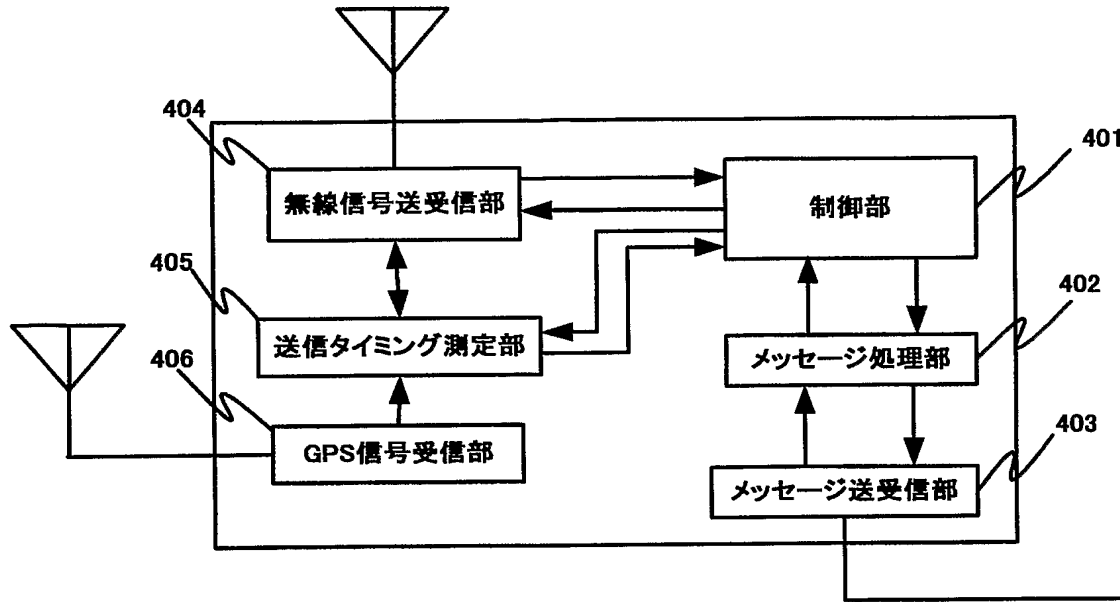 404
無線信号送受信部
制御部
401
405
送信タイミング測定部
402
メッセージ処理部
406
GPS信号受信部
403
メッセージ送受信部